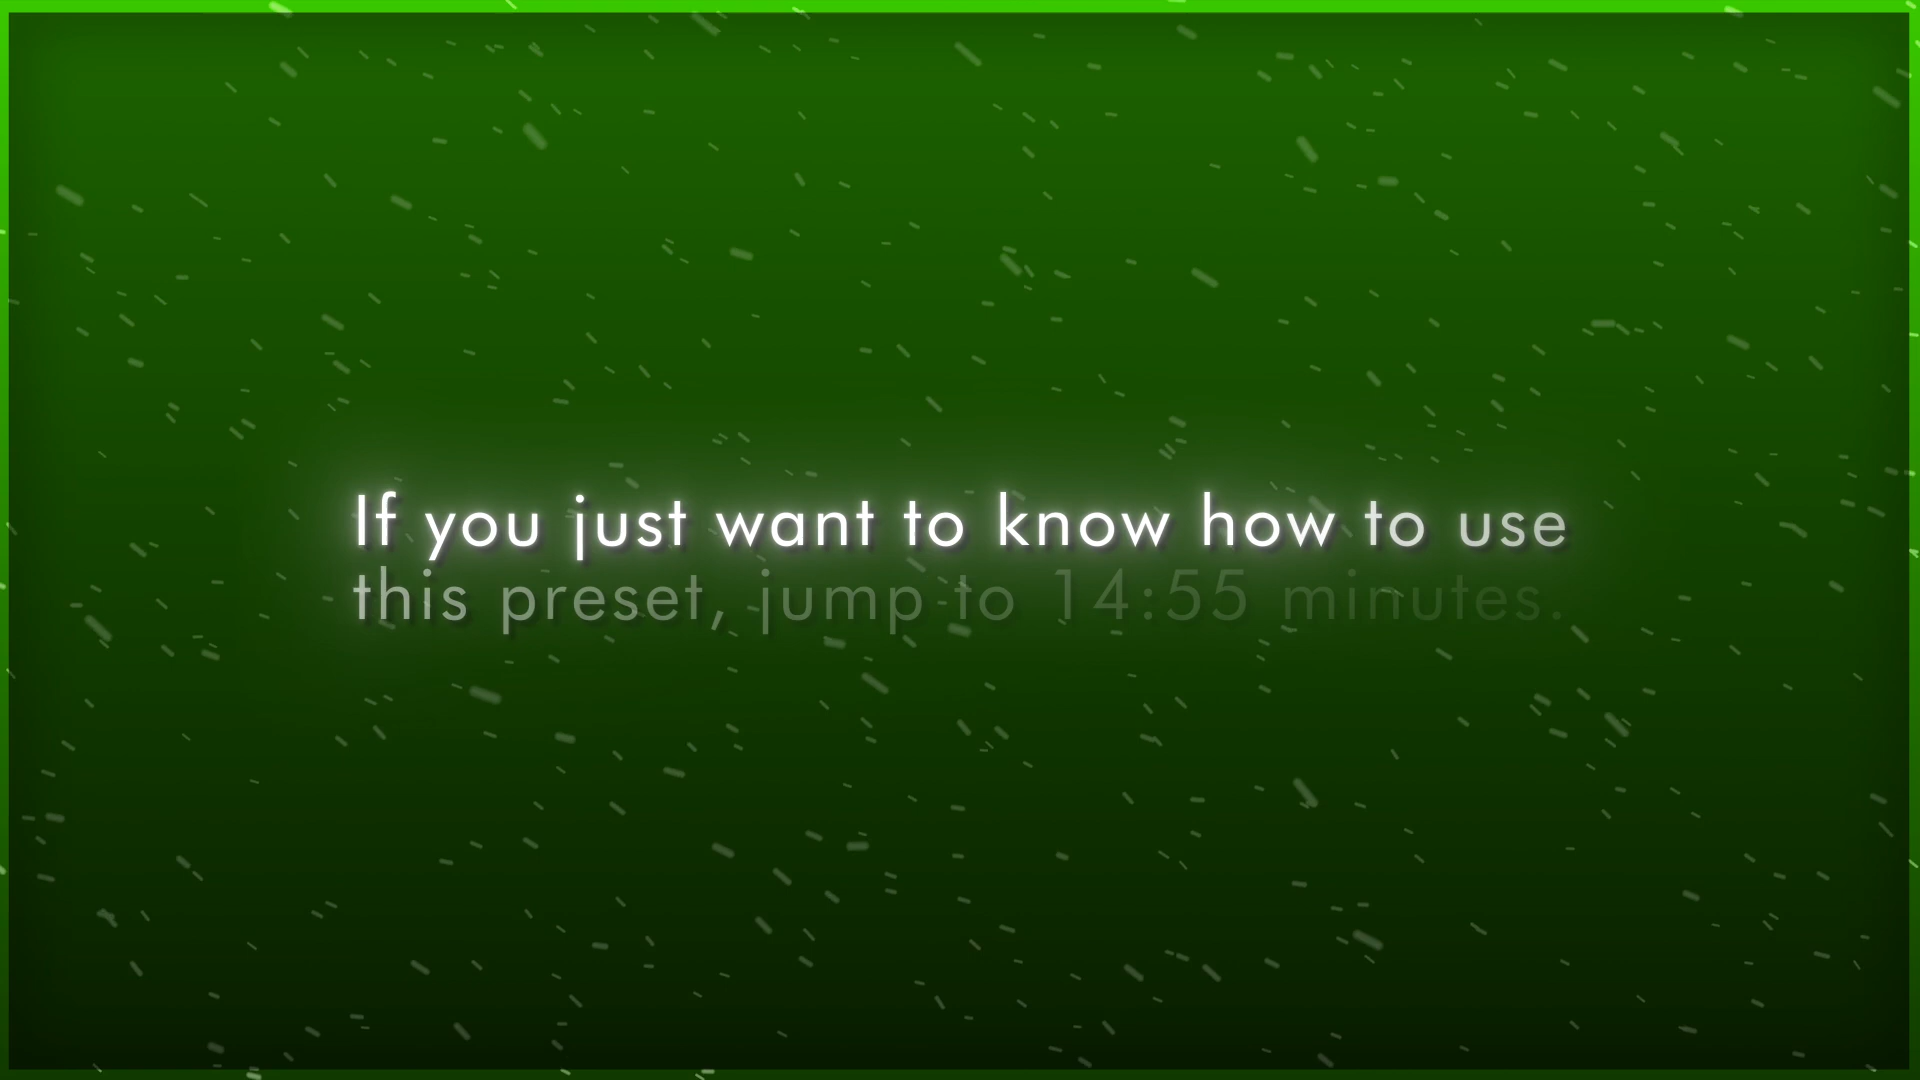 If you just want to know how to use
this preset, jump to 14:55 minutes.